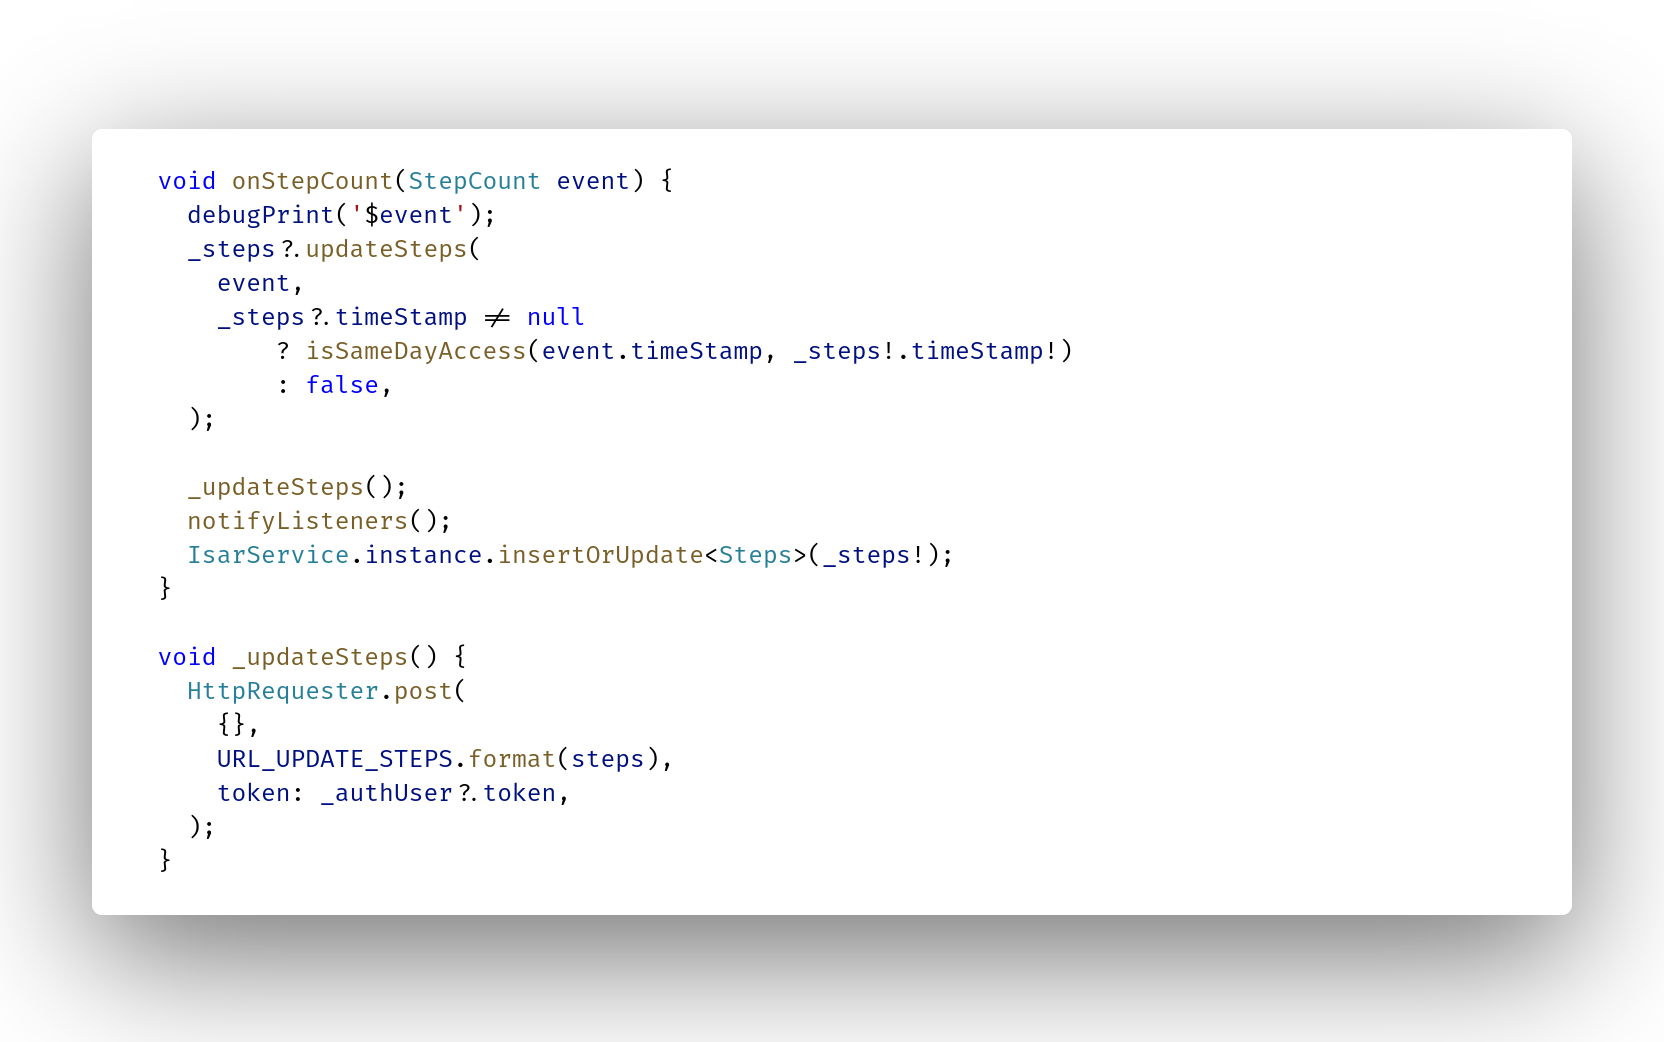 void onStepCount(StepCount event) {
  debugPrint('$event');
  _steps?.updateSteps(
    event,
    _steps?.timeStamp != null
        ? isSameDayAccess(event.timeStamp, _steps!.timeStamp!)
        : false,
  );

  _updateSteps();
  notifyListeners();
  IsarService.instance.insertOrUpdate<Steps>(_steps!);
}

void _updateSteps() {
  HttpRequester.post(
    {},
    URL_UPDATE_STEPS.format(steps),
    token: _authUser?.token,
  );
}